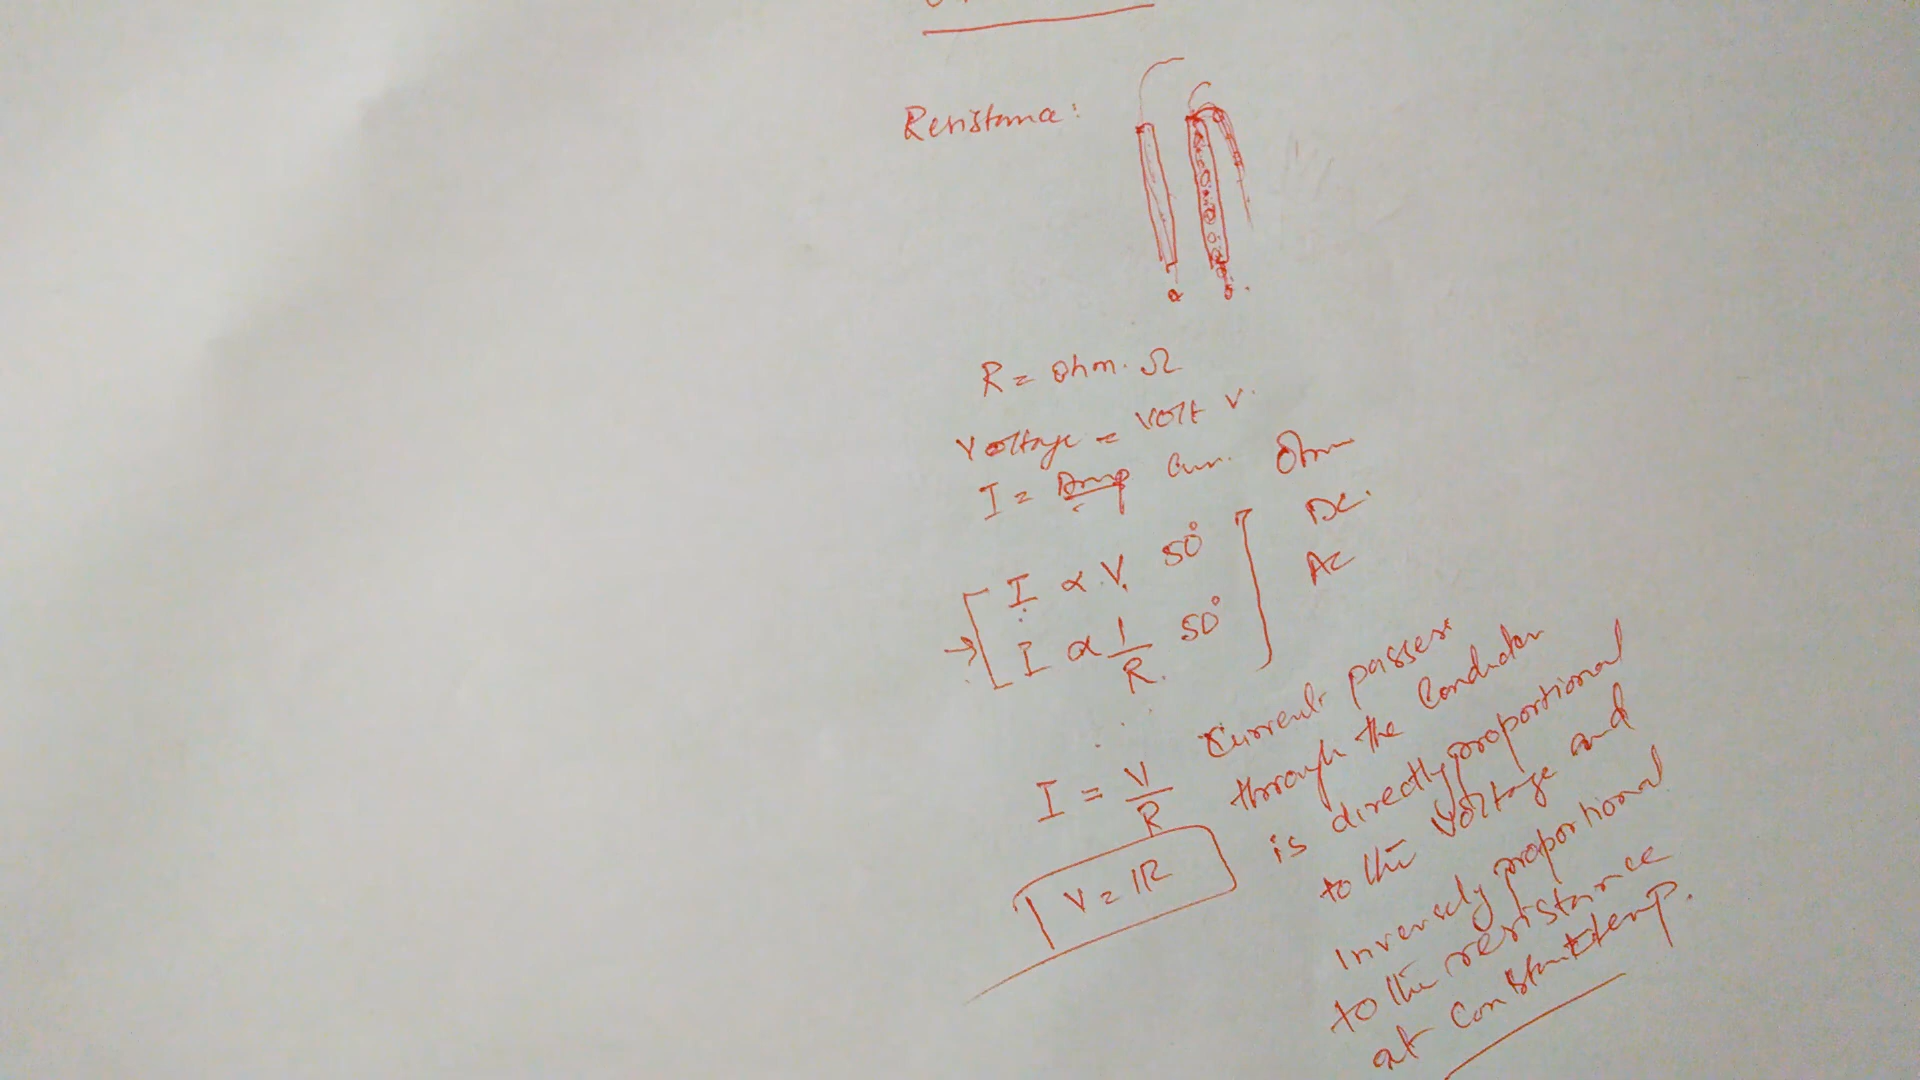 Resistance:
R = ohm. Ω
Voltage = Volt V.
I = Amp Curr. Ohm
DC.
I ∝ V 50°
AC
I ∝ 1/R 50°
Current passes
through the Conductor
is directly proportional
to the Voltage and
Inversely proportional
to the resistance
at Constant temp.
I = V/R
V = IR